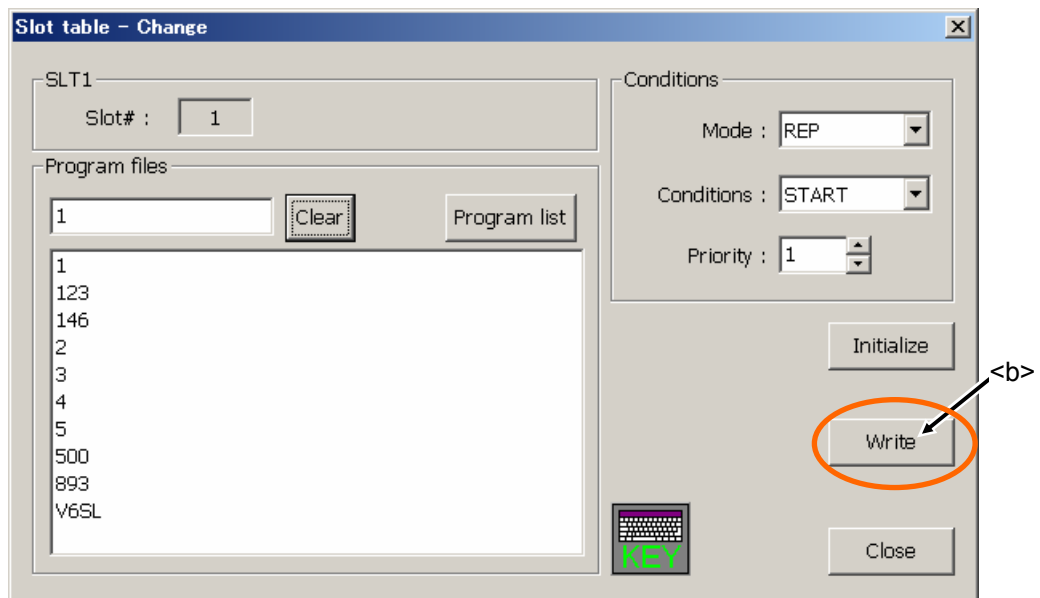 Slot table - Change
SLT1
Slot# : 1
Program files
1
Clear
Program list
1
123
146
2
3
4
5
500
893
V6SL
Conditions
Mode : REP
Conditions : START
Priority : 1
Initialize
<b>
Write
KEY
Close